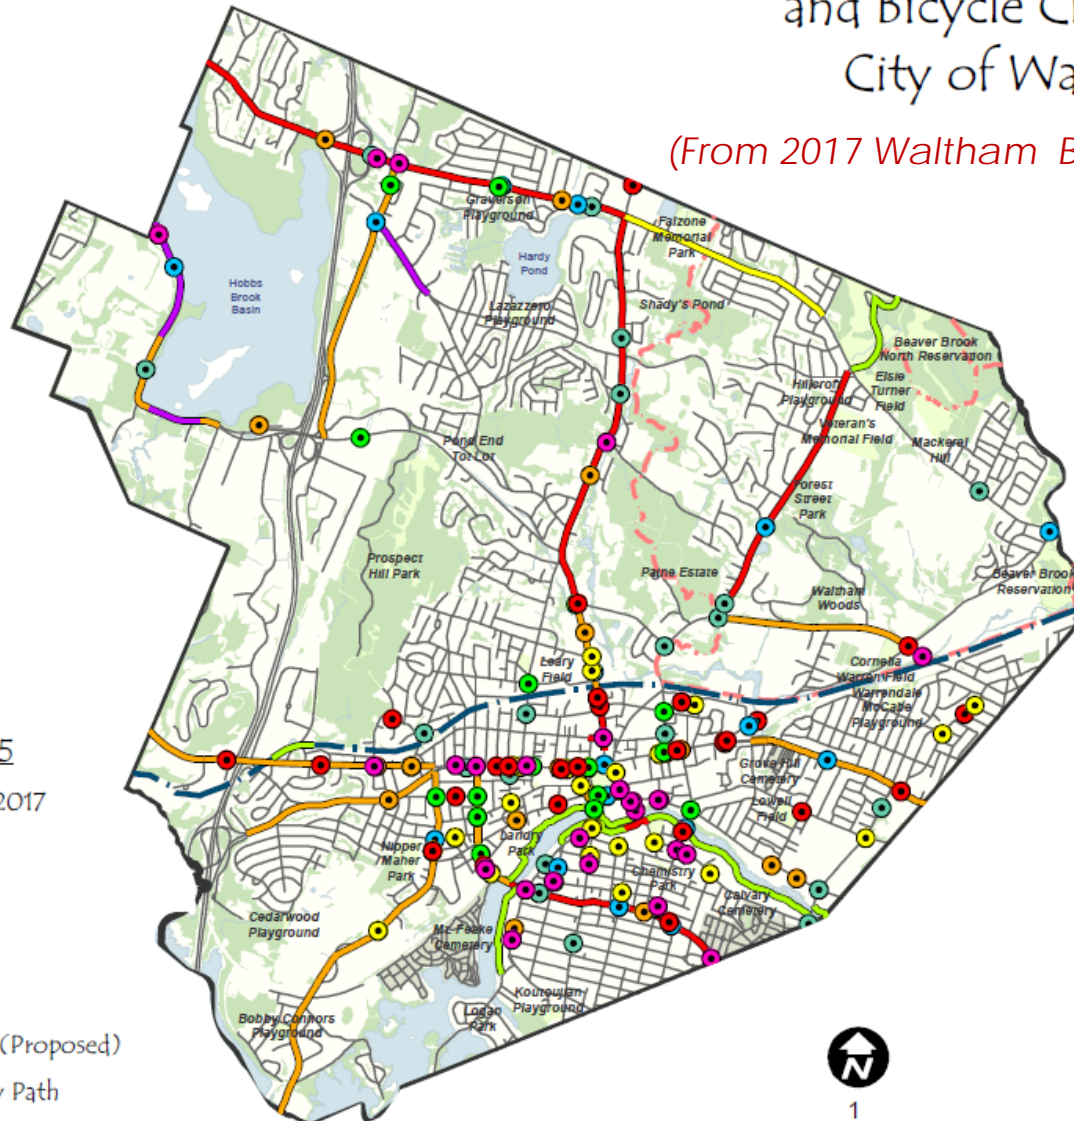 and Bicycle C
City of Wa
(From 2017 Waltham B
Graverson
Playground
Falzone
Memorial
Park
Hardy
Pond
Hobbs
Brook
Basin
Lazazzero
Playground
Shady's Pond
Beaver Brook
North Reservation
Hillcroft
Playground
Elsie
Turner
Field
Veteran's
Memorial Field
Mackerel
Hill
Pond End
Tot Lot
Forest
Street
Park
Prospect
Hill Park
Paine Estate
Beaver Brook
Reservation
Waltham
Woods
Leary
Field
Cornelia
Warren Field
Warrendale
McCabe
Playground
5
2017
Grove Hill
Cemetery
Lowell
Field
Landry
Park
Nipper
Maher
Park
Chemistry
Park
Calvary
Cemetery
Cedarwood
Playground
Mt. Feake
Cemetery
Koutoujian
Playground
Logan
Park
Bobby Connors
Playground
(Proposed)
Path
N
1